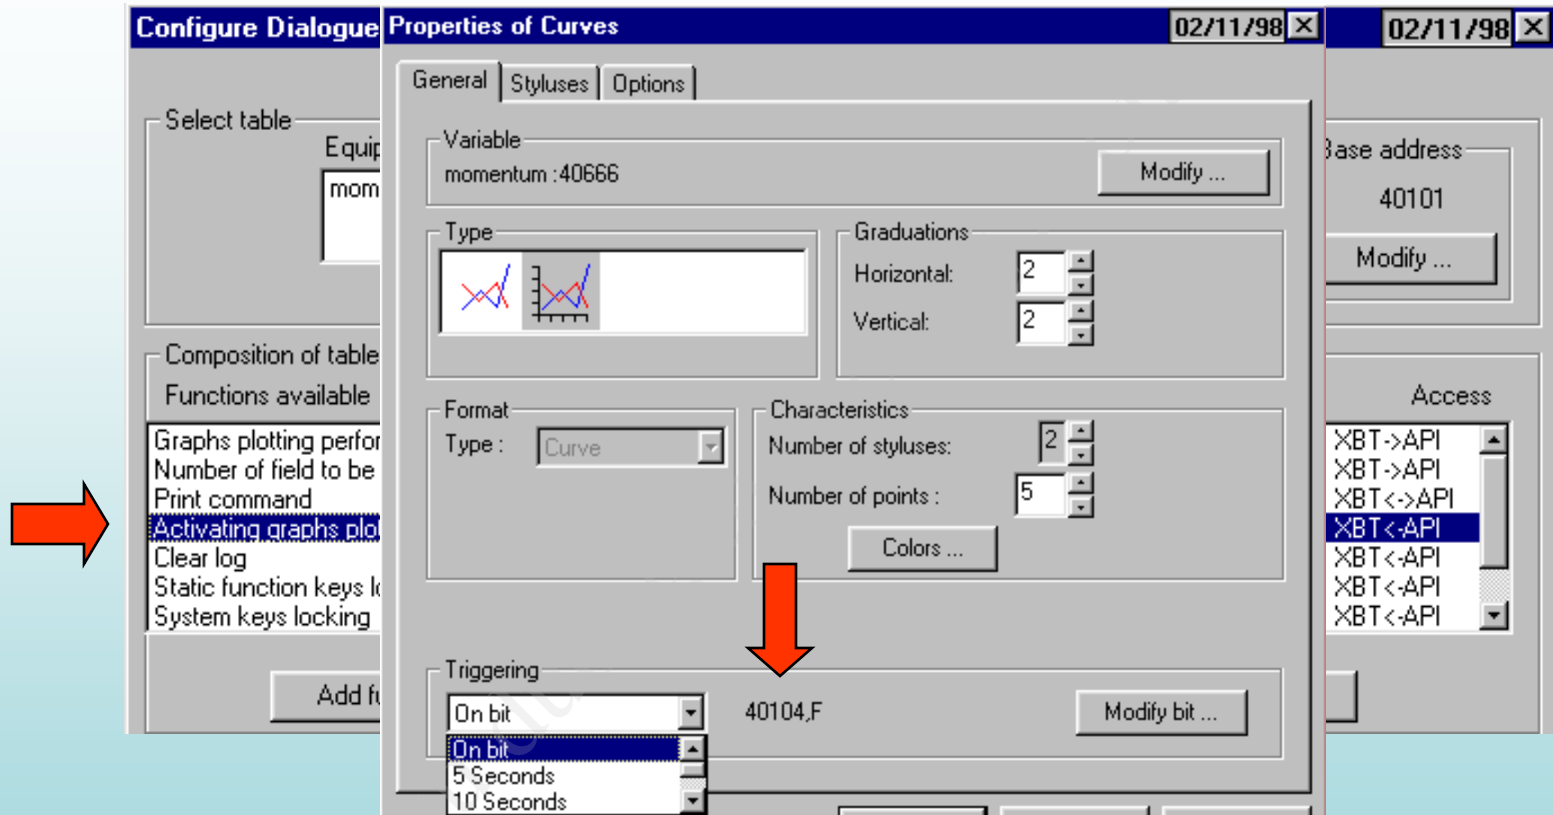 Configure Dialogue
Properties of Curves
02/11/98
02/11/98
General
Styluses
Options
Select table
Equip
mom
Variable
momentum :40666
Modify ...
Base address
40101
Modify ...
Type
Graduations
Horizontal:
2
Vertical:
2
Composition of table
Functions available
Access
Graphs plotting perfor
Number of field to be
Print command
Activating graphs plot
Clear log
Static function keys lo
System keys locking
XBT->API
XBT->API
XBT<->API
XBT<-API
XBT<-API
XBT<-API
XBT<-API
Format
Type :
Curve
Characteristics
Number of styluses:
2
Number of points :
5
Colors ...
Add fu
Triggering
On bit
40104,F
Modify bit ...
On bit
5 Seconds
10 Seconds